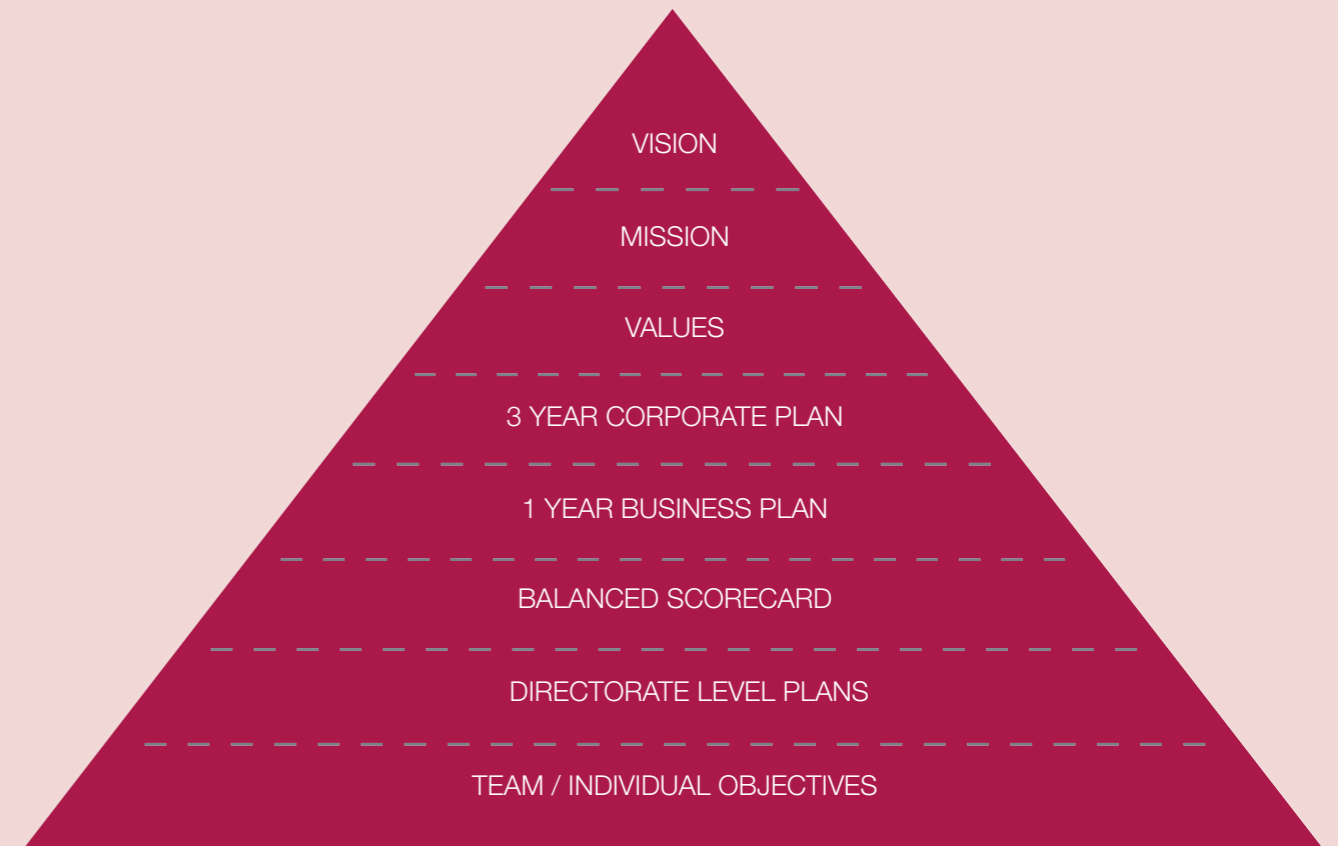 VISION
MISSION
VALUES
3 YEAR CORPORATE PLAN
1 YEAR BUSINESS PLAN
BALANCED SCORECARD
DIRECTORATE LEVEL PLANS
TEAM / INDIVIDUAL OBJECTIVES